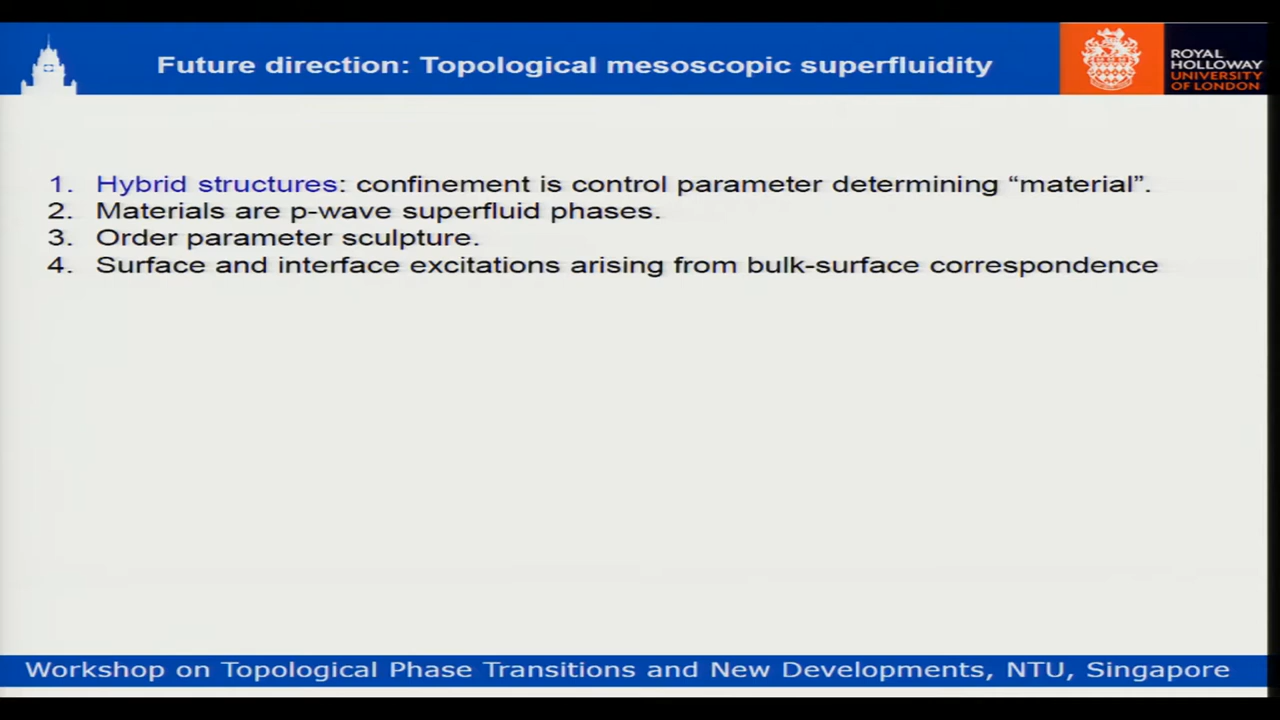 Future direction: Topological mesoscopic superfluidity
ROYAL
HOLLOWAY
UNIVERSITY
OF LONDON
1. Hybrid structures: confinement is control parameter determining “material”.
2. Materials are p-wave superfluid phases.
3. Order parameter sculpture.
4. Surface and interface excitations arising from bulk-surface correspondence
Workshop on Topological Phase Transitions and New Developments, NTU, Singapore